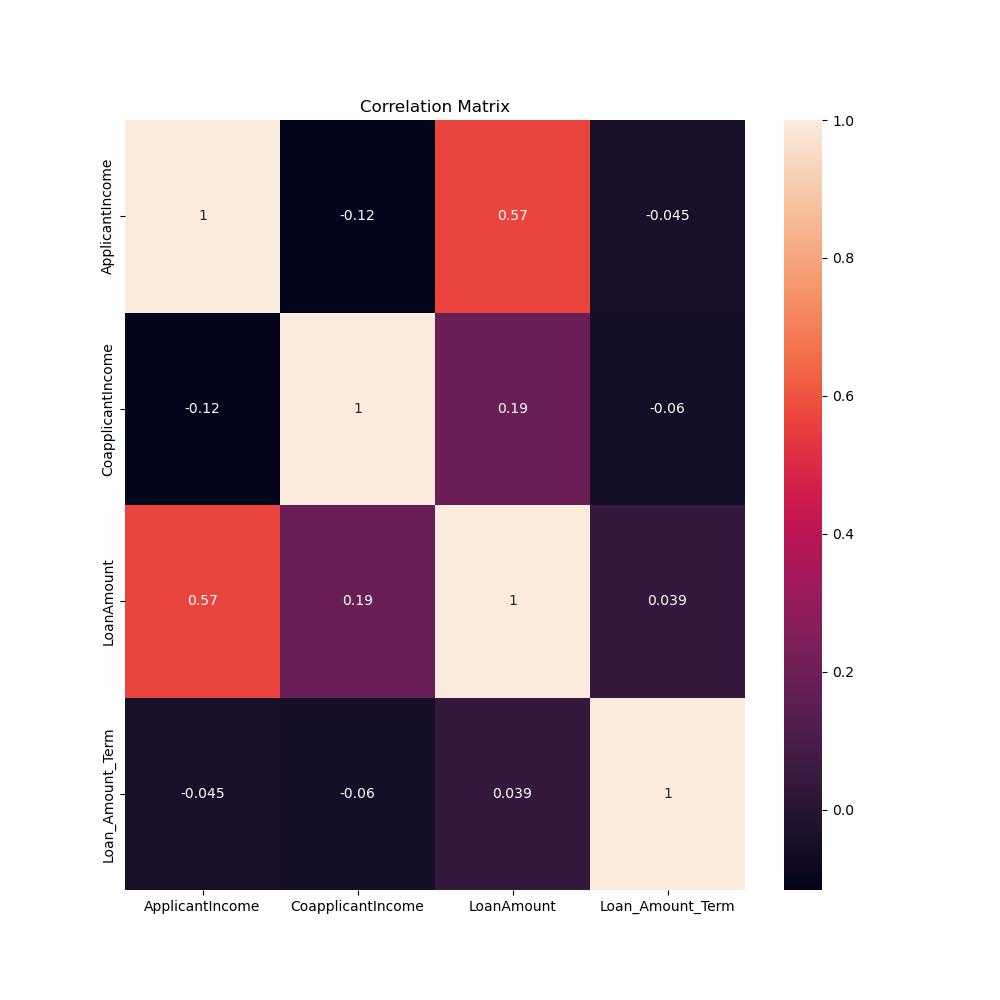 Correlation Matrix
ApplicantIncome 1 -0.12 0.57 -0.045
CoapplicantIncome -0.12 1 0.19 -0.06
LoanAmount 0.57 0.19 1 0.039
Loan_Amount_Term -0.045 -0.06 0.039 1
ApplicantIncome CoapplicantIncome LoanAmount Loan_Amount_Term
1.0
0.8
0.6
0.4
0.2
0.0